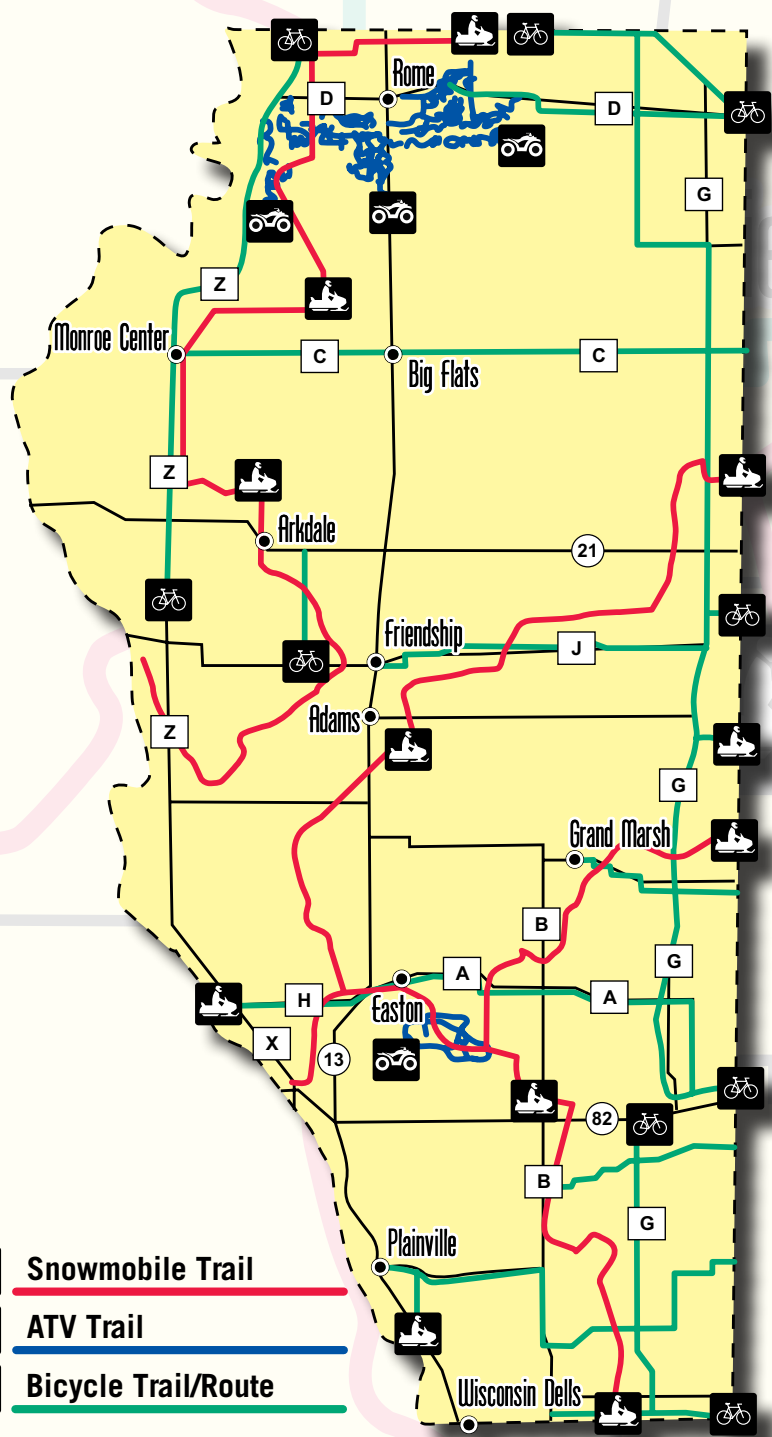 Rome
D
D
G
Z
Monroe Center
C
C
Big Flats
Z
Arkdale
21
Friendship
J
Adams
Z
G
Grand Marsh
B
A
G
Easton
H
A
X
13
82
B
G
Plainville
Wisconsin Dells
Snowmobile Trail
ATV Trail
Bicycle Trail/Route